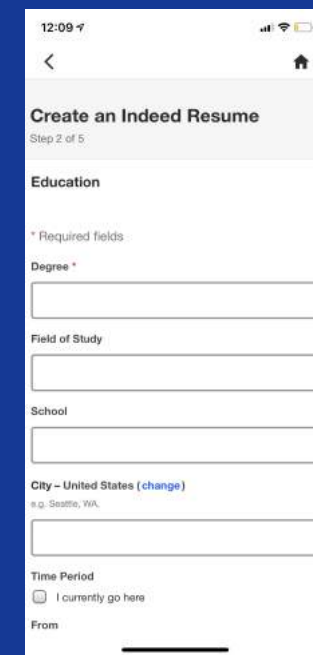 12:09
Create an Indeed Resume
Step 2 of 5
Education
* Required fields
Degree *
Field of Study
School
City – United States (change)
e.g. Seattle, WA.
Time Period
I currently go here
From